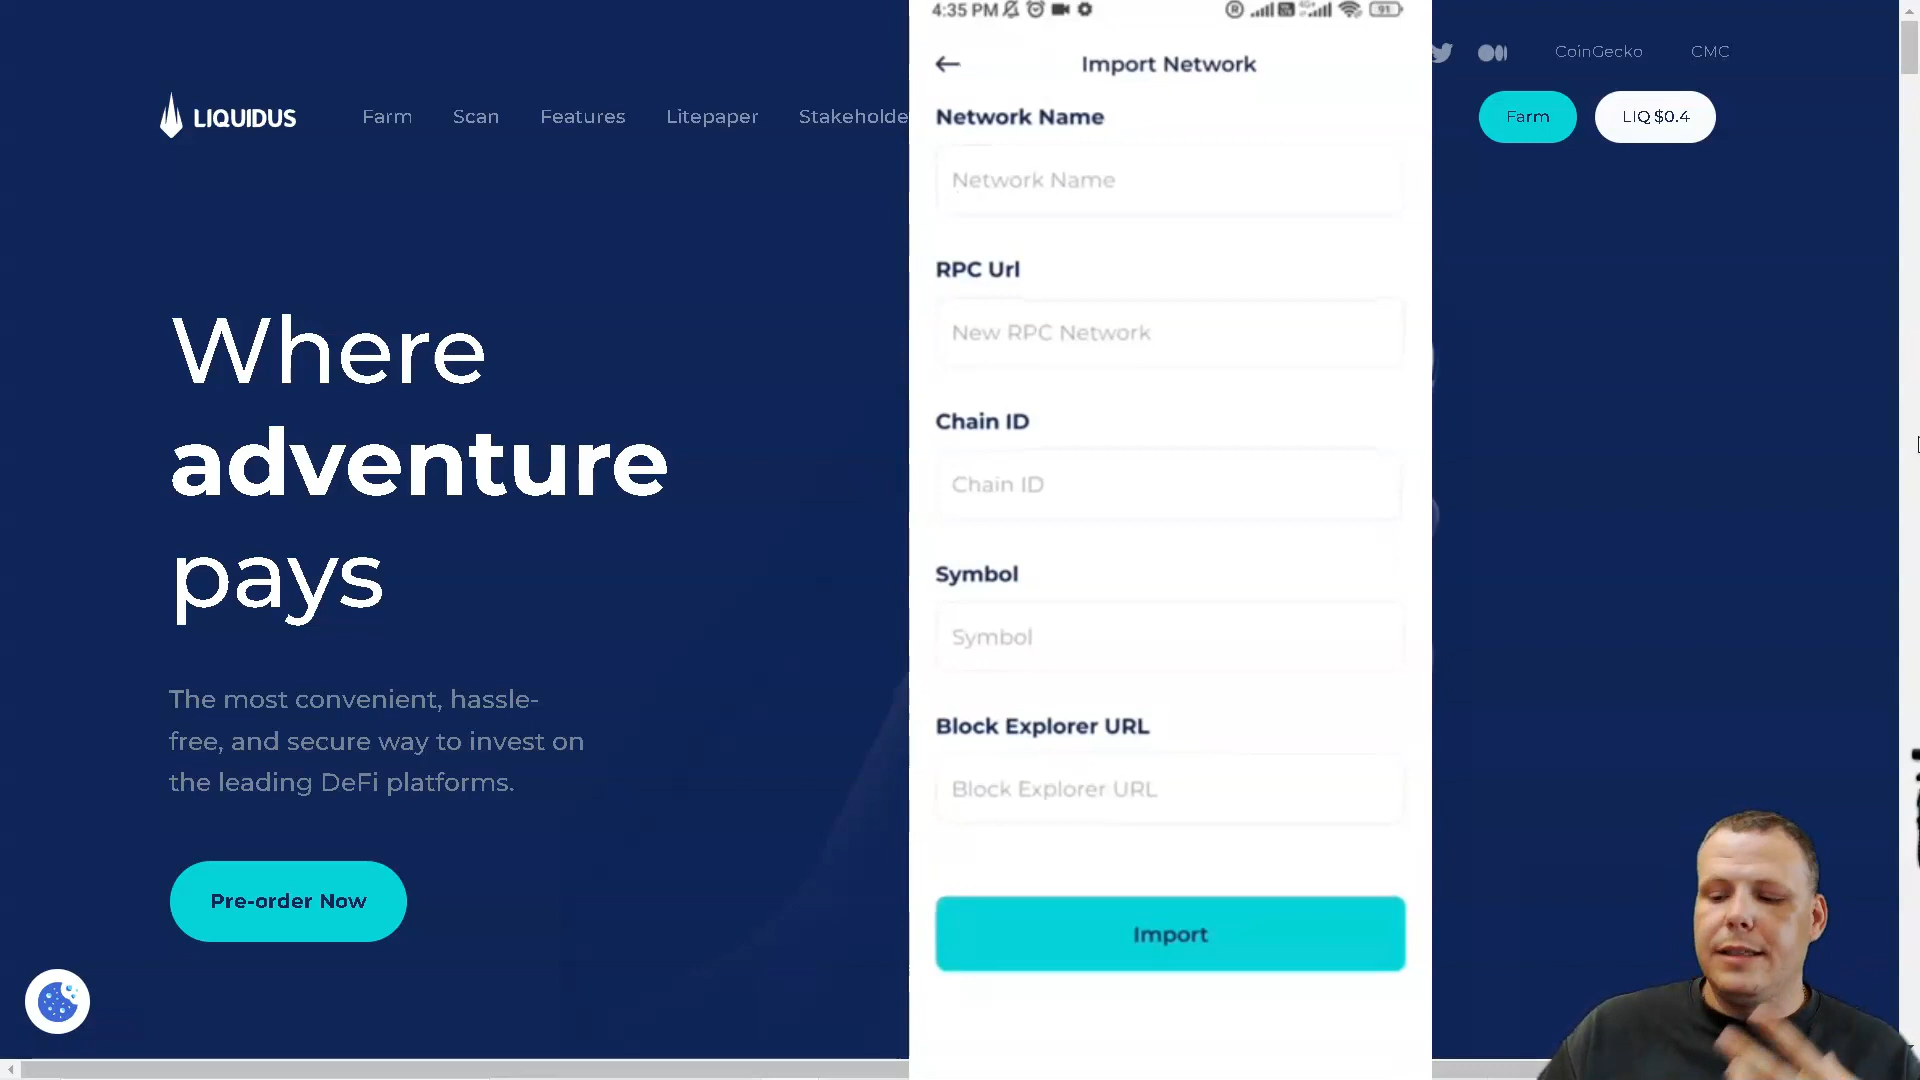 4:35 PM
91
Import Network
CoinGecko
CMC
LIQUIDUS
Farm
Scan
Features
Litepaper
Stakeholde
Farm
LIQ $0.4
Network Name
Network Name
RPC Url
New RPC Network
Chain ID
Chain ID
Symbol
Symbol
Block Explorer URL
Block Explorer URL
Import
Where
adventure
pays
The most convenient, hassle-
free, and secure way to invest on
the leading DeFi platforms.
Pre-order Now